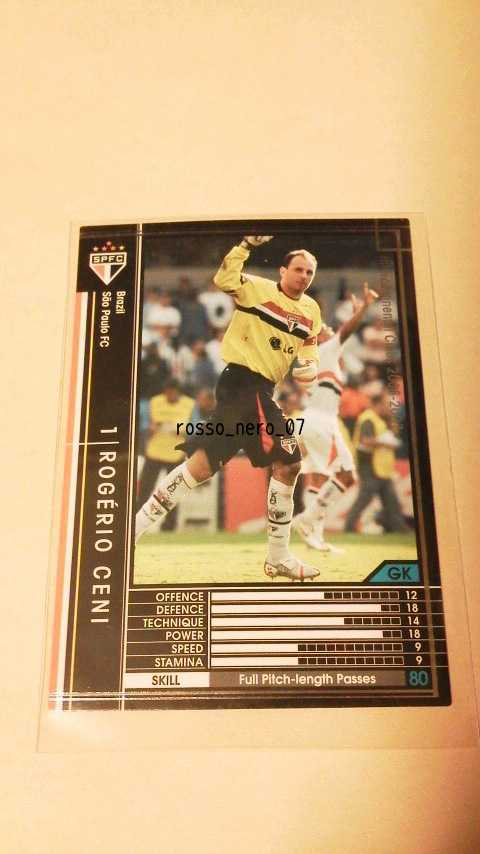 SPFC
Brazil
São Paulo FC
1 ROGÉRIO CENI
LG
rosso_nero_07
GK
OFFENCE 12
DEFENCE 18
TECHNIQUE 14
POWER 18
SPEED 9
STAMINA 9
SKILL Full Pitch-length Passes 80